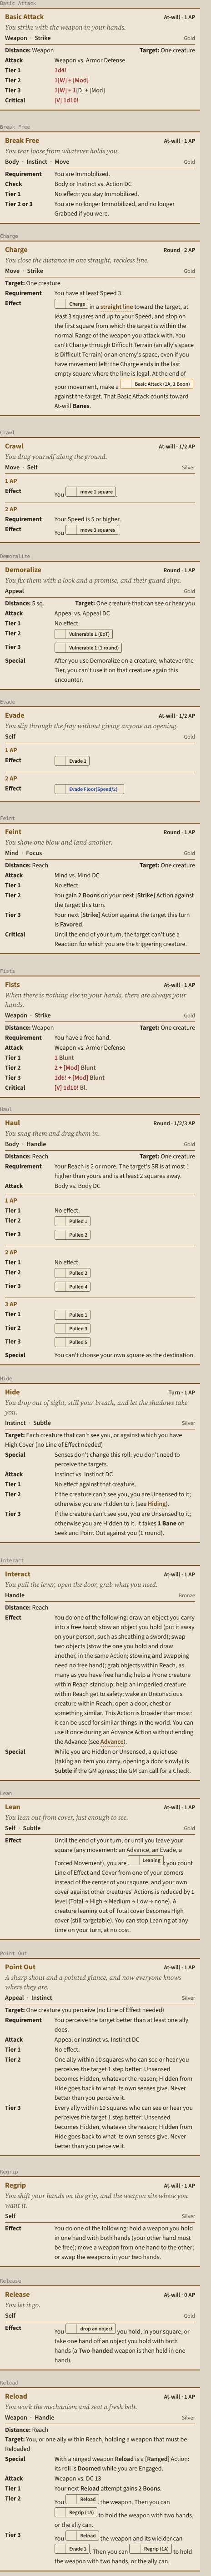 Basic Attack
Basic Attack At-will · 1 AP
You strike with the weapon in your hands.
Weapon · Strike Gold
Distance: Weapon Target: One creature
Attack Weapon vs. Armor Defense
Tier 1 1d4!
Tier 2 1[W] + [Mod]
Tier 3 1[W] + 1[D] + [Mod]
Critical [V] 1d10!
Break Free
Break Free At-will · 1 AP
You tear loose from whatever holds you.
Body · Instinct · Move Gold
Requirement You are Immobilized.
Check Body or Instinct vs. Action DC
Tier 1 No effect; you stay Immobilized.
Tier 2 or 3 You are no longer Immobilized, and no longer
Grabbed if you were.
Charge
Charge Round · 2 AP
You close the distance in one straight, reckless line.
Move · Strike Gold
Target: One creature
Requirement You have at least Speed 3.
Effect Charge in a straight line toward the target, at
least 3 squares and up to your Speed, and stop on
the first square from which the target is within the
normal Range of the weapon you attack with. You
can't Charge through Difficult Terrain (an ally's space
is Difficult Terrain) or an enemy's space, even if you
have movement left: the Charge ends in the last
empty square where the line is legal. At the end of
your movement, make a Basic Attack (1A, 1 Boon)
against the target. That Basic Attack counts toward
At-will Banes.
Crawl
Crawl At-will · 1/2 AP
You drag yourself along the ground.
Move · Self Silver
1 AP
Effect You move 1 square.
2 AP
Requirement Your Speed is 5 or higher.
Effect You move 3 squares.
Demoralize
Demoralize Round · 1 AP
You fix them with a look and a promise, and their guard slips.
Appeal Gold
Distance: 5 sq. Target: One creature that can see or hear you
Attack Appeal vs. Appeal DC
Tier 1 No effect.
Tier 2 Vulnerable 1 (EoT)
Tier 3 Vulnerable 1 (1 round)
Special After you use Demoralize on a creature, whatever the
Tier, you can't use it on that creature again this
encounter.
Evade
Evade At-will · 1/2 AP
You slip through the fray without giving anyone an opening.
Self Gold
1 AP
Effect Evade 1
2 AP
Effect Evade Floor(Speed/2)
Feint
Feint Round · 1 AP
You show one blow and land another.
Mind · Focus Gold
Distance: Reach Target: One creature
Attack Mind vs. Mind DC
Tier 1 No effect.
Tier 2 You gain 2 Boons on your next [Strike] Action against
the target this turn.
Tier 3 Your next [Strike] Action against the target this turn
is Favored.
Critical Until the end of your turn, the target can't use a
Reaction for which you are the triggering creature.
Fists
Fists At-will · 1 AP
When there is nothing else in your hands, there are always your
hands.
Weapon · Strike Gold
Distance: Weapon Target: One creature
Requirement You have a free hand.
Attack Weapon vs. Armor Defense
Tier 1 1 Blunt
Tier 2 2 + [Mod] Blunt
Tier 3 1d6! + [Mod] Blunt
Critical [V] 1d10! Bl.
Haul
Haul Round · 1/2/3 AP
You snag them and drag them in.
Body · Handle Gold
Distance: Reach Target: One creature
Requirement Your Reach is 2 or more. The target's SR is at most 1
higher than yours and is at least 2 squares away.
Attack Body vs. Body DC
1 AP
Tier 1 No effect.
Tier 2 Pulled 1
Tier 3 Pulled 2
2 AP
Tier 1 No effect.
Tier 2 Pulled 2
Tier 3 Pulled 4
3 AP
Tier 1 Pulled 1
Tier 2 Pulled 3
Tier 3 Pulled 5
Special You can't choose your own square as the destination.
Hide
Hide Turn · 1 AP
You drop out of sight, still your breath, and let the shadows take
you.
Instinct · Subtle Gold
Target: Each creature that can't see you, or against which you have
High Cover (no Line of Effect needed)
Special Senses don't change this roll: you don't need to
perceive the targets.
Attack Instinct vs. Instinct DC
Tier 1 No effect against that creature.
Tier 2 If the creature can't see you, you are Unsensed to it;
otherwise you are Hidden to it (see Hiding).
Tier 3 If the creature can't see you, you are Unsensed to it;
otherwise you are Hidden to it. It takes 1 Bane on
Seek and Point Out against you (1 round).
Interact
Interact At-will · 1 AP
You pull the lever, open the door, grab what you need.
Handle Bronze
Distance: Reach
Effect You do one of the following: draw an object you carry
into a free hand; stow an object you hold (put it away
on your person, such as sheathing a sword); swap
two objects (stow the one you hold and draw
another, in the same Action; stowing and swapping
need no free hand); grab objects within Reach, as
many as you have free hands; help a Prone creature
within Reach stand up; help an Imperiled creature
within Reach get to safety; wake an Unconscious
creature within Reach; open a door, chest or
something similar. This Action is broader than most:
it can be used for similar things in the world. You can
use it once during an Advance Action without ending
the Advance (see Advance).
Special While you are Hidden or Unsensed, a quiet use
(taking an item you carry, opening a door slowly) is
Subtle if the GM agrees; the GM can call for a Check.
Lean
Lean At-will · 1 AP
You lean out from cover, just enough to see.
Self · Subtle Gold
Effect Until the end of your turn, or until you leave your
square (any movement: an Advance, an Evade, a
Forced Movement), you are Leaning: you count
Line of Effect and Cover from one of your corners
instead of the center of your square, and your own
cover against other creatures' Actions is reduced by 1
level (Total → High → Medium → Low → none). A
creature leaning out of Total cover becomes High
cover (still targetable). You can stop Leaning at any
time on your turn, at no cost.
Point Out
Point Out At-will · 1 AP
A sharp shout and a pointed glance, and now everyone knows
where they are.
Appeal · Instinct Silver
Target: One creature you perceive (no Line of Effect needed)
Requirement You perceive the target better than at least one ally
does.
Attack Appeal or Instinct vs. Instinct DC
Tier 1 No effect.
Tier 2 One ally within 10 squares who can see or hear you
perceives the target 1 step better: Unsensed
becomes Hidden, whatever the reason; Hidden from
Hide goes back to what its own senses give. Never
better than you perceive it.
Tier 3 Every ally within 10 squares who can see or hear you
perceives the target 1 step better: Unsensed
becomes Hidden, whatever the reason; Hidden from
Hide goes back to what its own senses give. Never
better than you perceive it.
Regrip
Regrip At-will · 1 AP
You shift your hands on the grip, and the weapon sits where you
want it.
Self Silver
Effect You do one of the following: hold a weapon you hold
in one hand with both hands (your other hand must
be free); move a weapon from one hand to the other;
or swap the weapons in your two hands.
Release
Release At-will · 0 AP
You let it go.
Self Gold
Effect You drop an object you hold, in your square, or
take one hand off an object you hold with both
hands (a Two-handed weapon is then held in one
hand).
Reload
Reload At-will · 1 AP
You work the mechanism and seat a fresh bolt.
Weapon · Handle Silver
Distance: Reach
Target: You, or one ally within Reach, holding a weapon that must be
Reloaded
Special With a ranged weapon Reload is a [Ranged] Action:
its roll is Doomed while you are Engaged.
Attack Weapon vs. DC 13
Tier 1 Your next Reload attempt gains 2 Boons.
Tier 2 You Reload the weapon. Then you can
Regrip (1A) to hold the weapon with two hands,
or the ally can.
Tier 3 You Reload the weapon and its wielder can
Evade 1. Then you can Regrip (1A) to hold
the weapon with two hands, or the ally can.